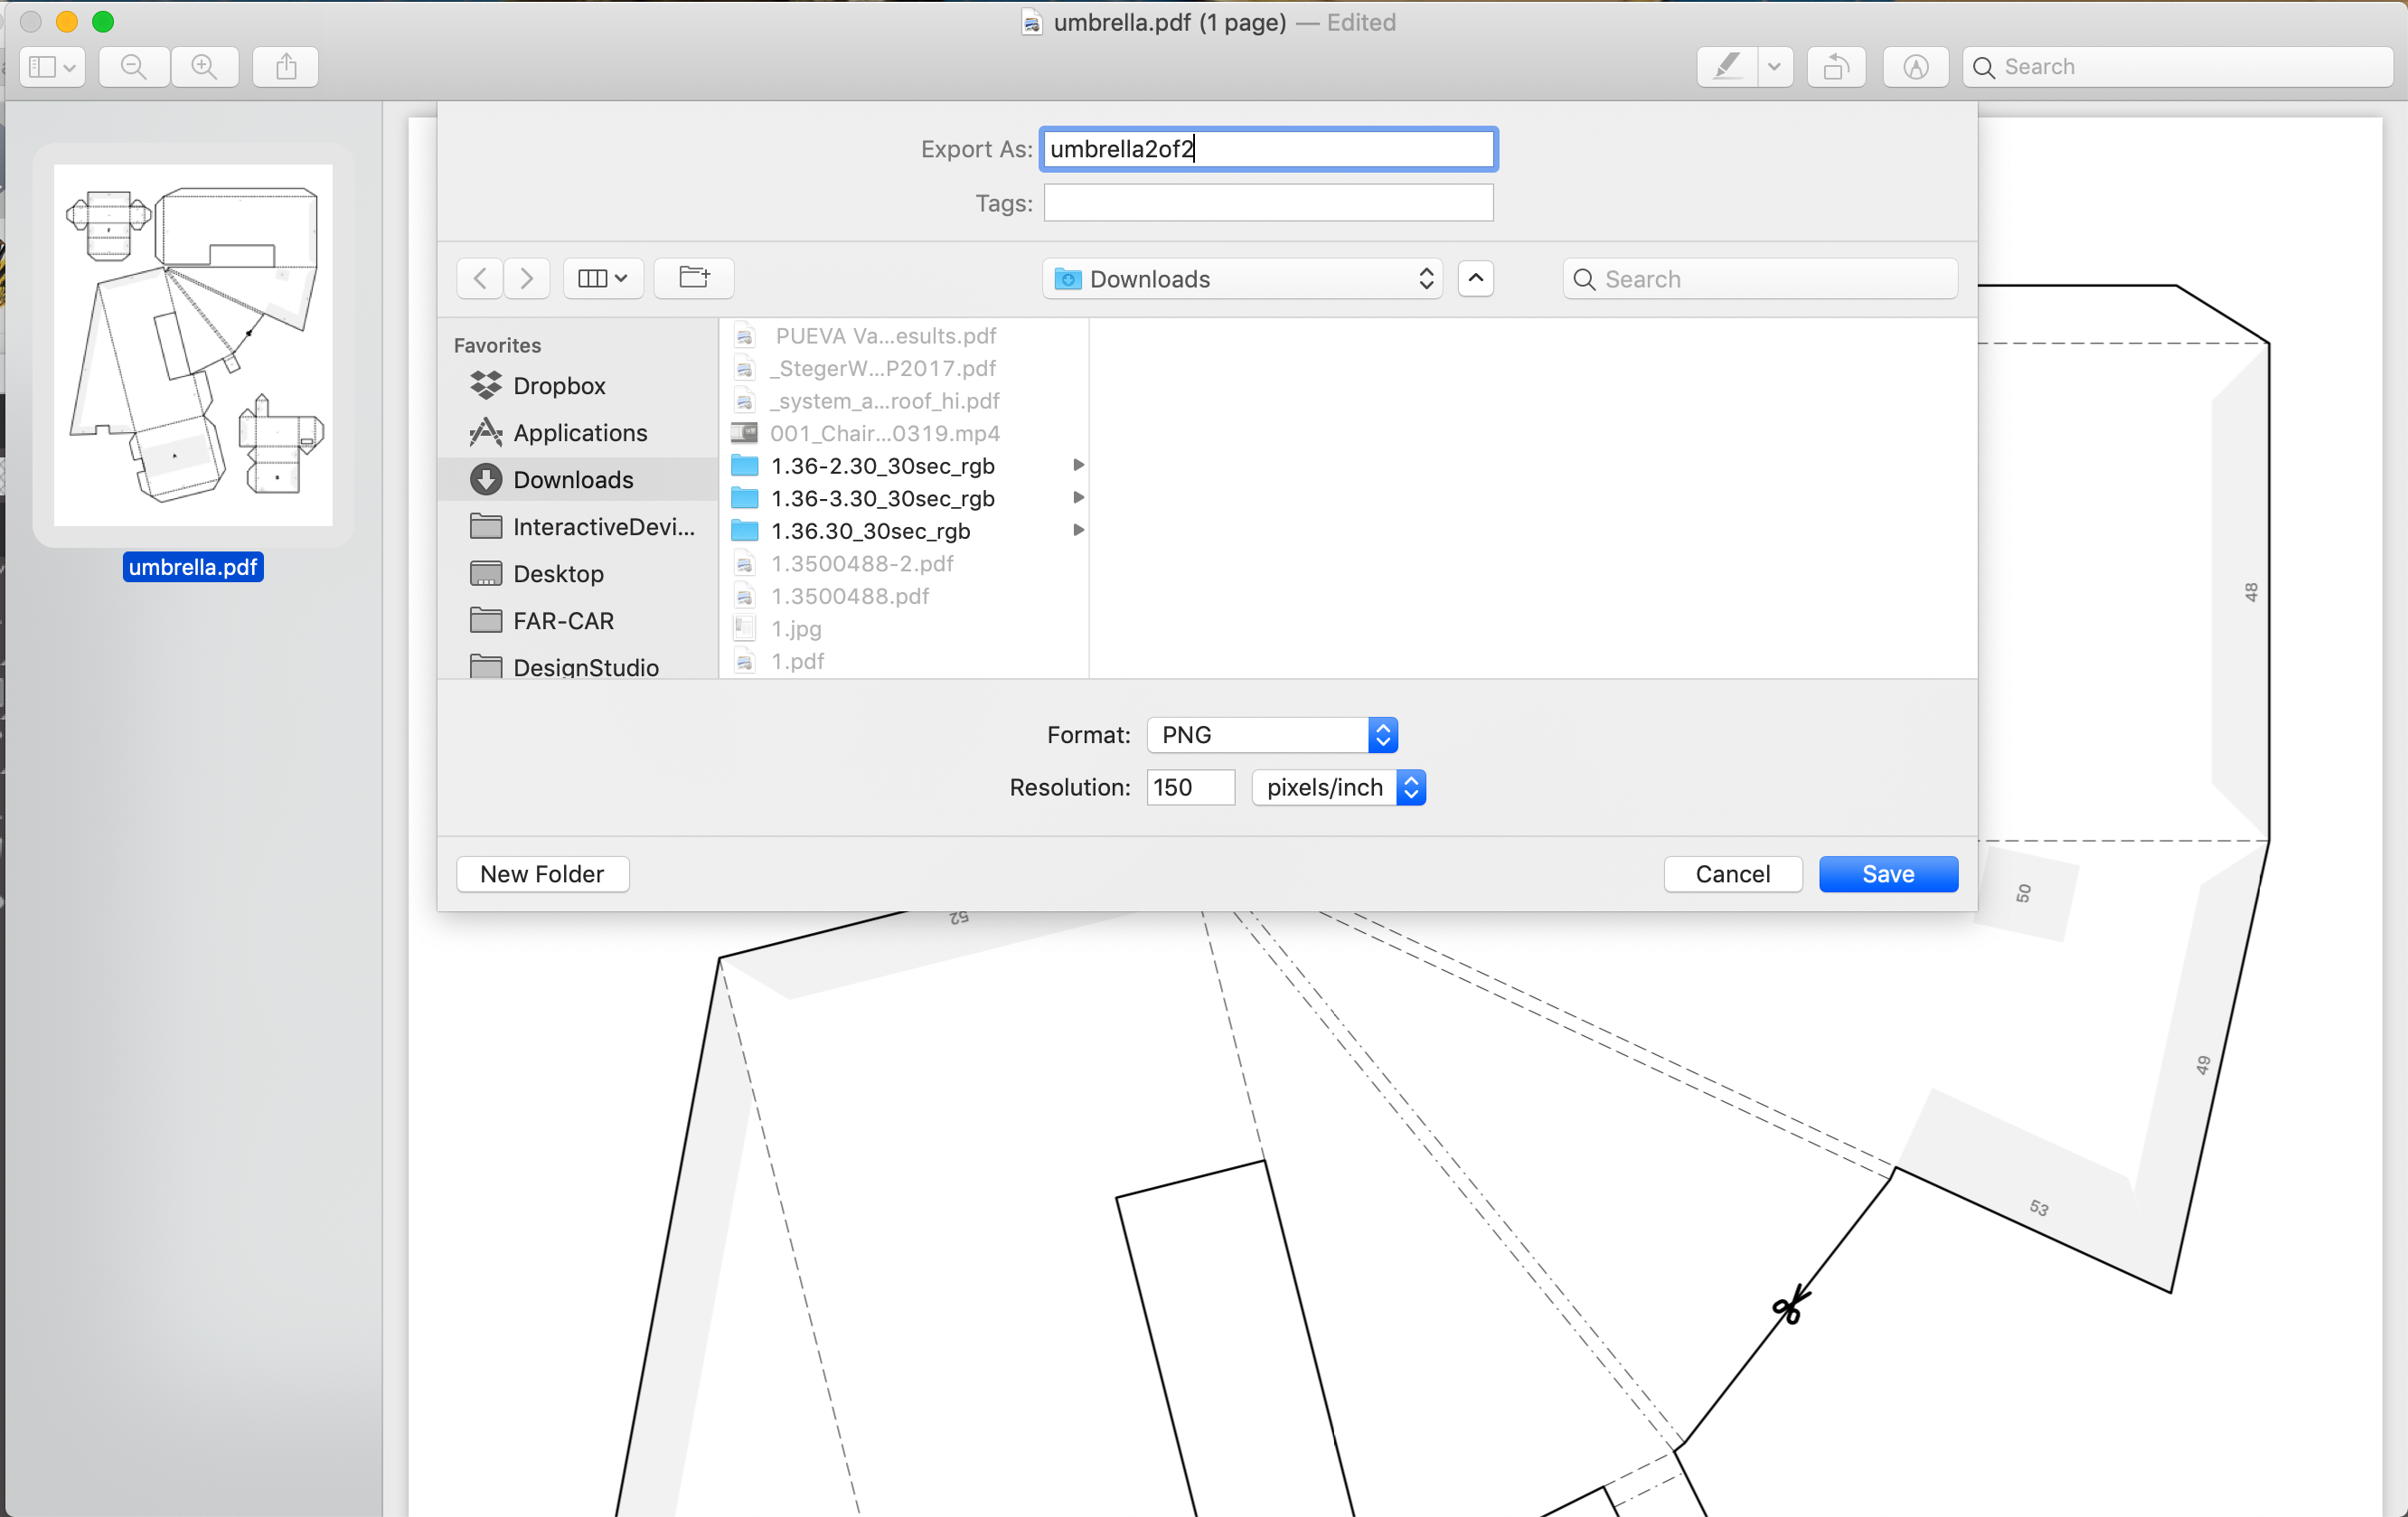 umbrella.pdf (1 page) — Edited
Search
Export As: umbrella2of2
Tags:
Downloads
Search
Favorites
Dropbox
Applications
Downloads
InteractiveDevi...
Desktop
FAR-CAR
DesignStudio
PUEVA Va...esults.pdf
_StegerW...P2017.pdf
_system_a...roof_hi.pdf
001_Chair...0319.mp4
1.36-2.30_30sec_rgb
1.36-3.30_30sec_rgb
1.36.30_30sec_rgb
1.3500488-2.pdf
1.3500488.pdf
1.jpg
1.pdf
umbrella.pdf
Format: PNG
Resolution: 150 pixels/inch
New Folder
Cancel
Save
48
50
52
49
53